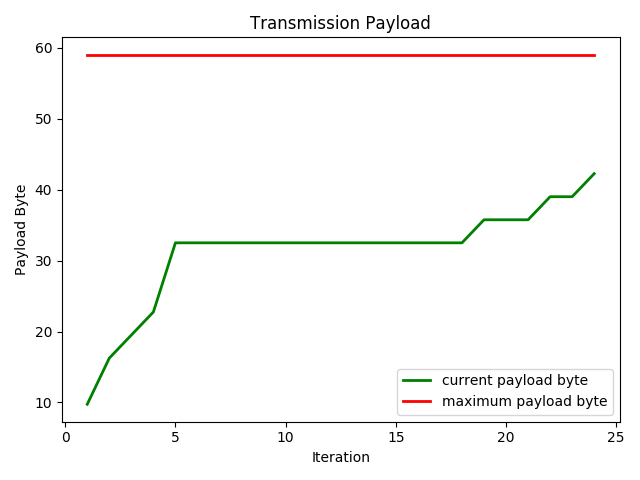 Transmission Payload
Payload Byte
60
50
40
30
20
10
0
5
10
15
20
25
Iteration
current payload byte
maximum payload byte